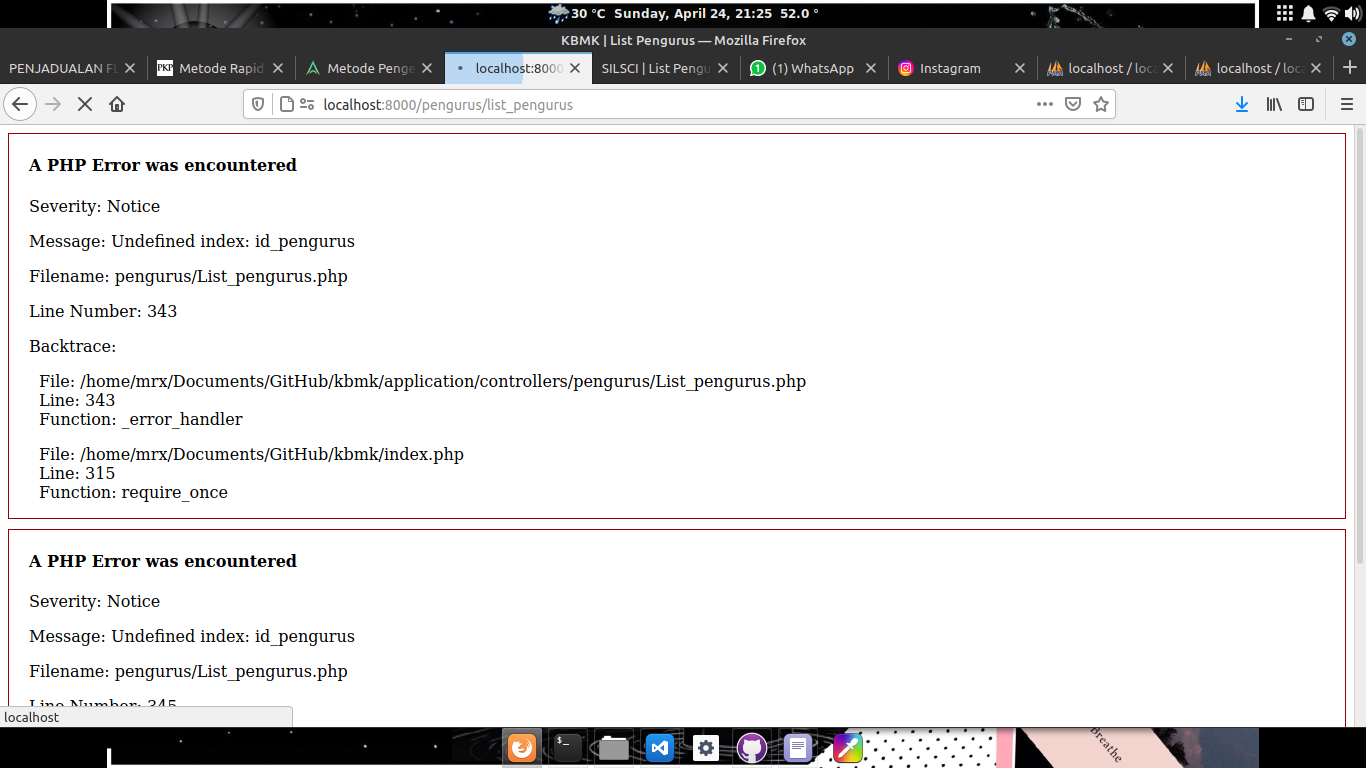 30 °C Sunday, April 24, 21:25 52.0 °
KBMK | List Pengurus — Mozilla Firefox
PENJADUALAN FL
PKP Metode Rapid
Metode Penge
localhost:8000
SILSCI | List Pengu
1 (1) WhatsApp
Instagram
localhost / loca
localhost / loca
localhost:8000/pengurus/list_pengurus
A PHP Error was encountered
Severity: Notice
Message: Undefined index: id_pengurus
Filename: pengurus/List_pengurus.php
Line Number: 343
Backtrace:
File: /home/mrx/Documents/GitHub/kbmk/application/controllers/pengurus/List_pengurus.php
Line: 343
Function: _error_handler
File: /home/mrx/Documents/GitHub/kbmk/index.php
Line: 315
Function: require_once
A PHP Error was encountered
Severity: Notice
Message: Undefined index: id_pengurus
Filename: pengurus/List_pengurus.php
Line Number: 345
localhost
Breathe